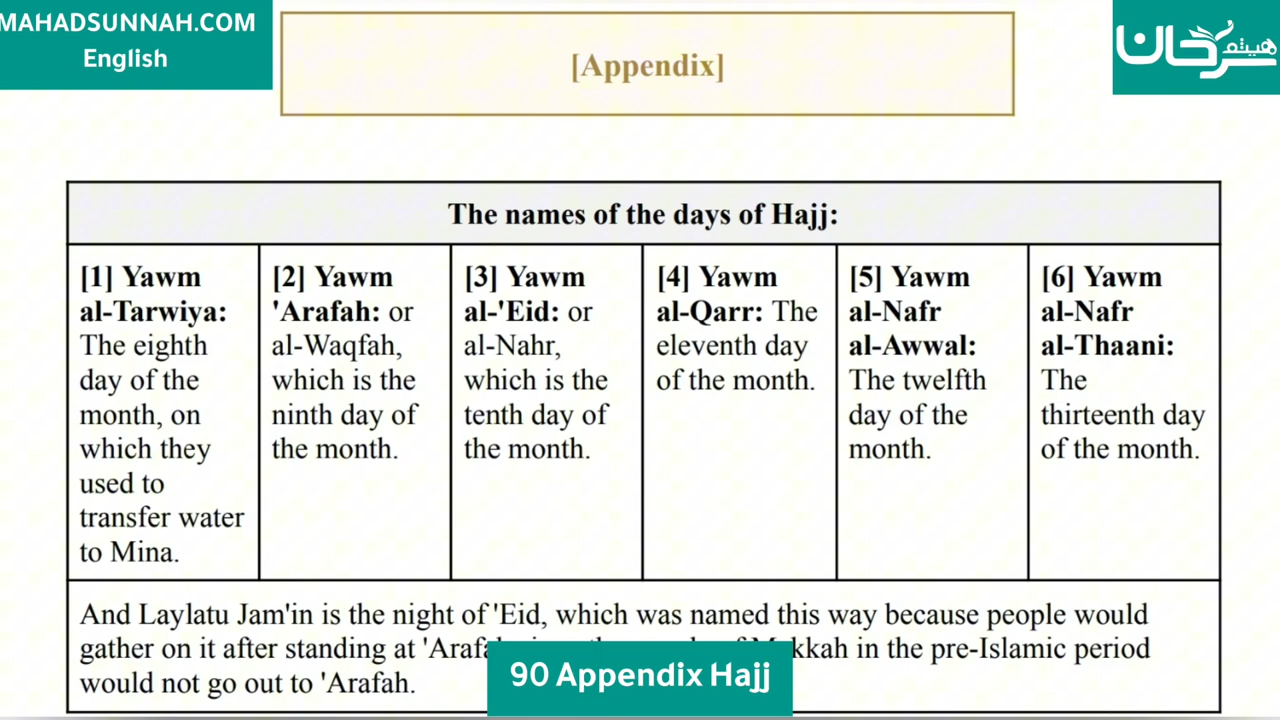 MAHADSUNNAH.COM
English
[Appendix]
هيثم
سرحان
The names of the days of Hajj:
[1] Yawm
al-Tarwiya:
The eighth
day of the
month, on
which they
used to
transfer water
to Mina.
[2] Yawm
'Arafah: or
al-Waqfah,
which is the
ninth day of
the month.
[3] Yawm
al-'Eid: or
al-Nahr,
which is the
tenth day of
the month.
[4] Yawm
al-Qarr: The
eleventh day
of the month.
[5] Yawm
al-Nafr
al-Awwal:
The twelfth
day of the
month.
[6] Yawm
al-Nafr
al-Thaani:
The
thirteenth day
of the month.
And Laylatu Jam'in is the night of 'Eid, which was named this way because people would
gather on it after standing at in the pre-Islamic period
would not go out to 'Arafah.
90 Appendix Hajj